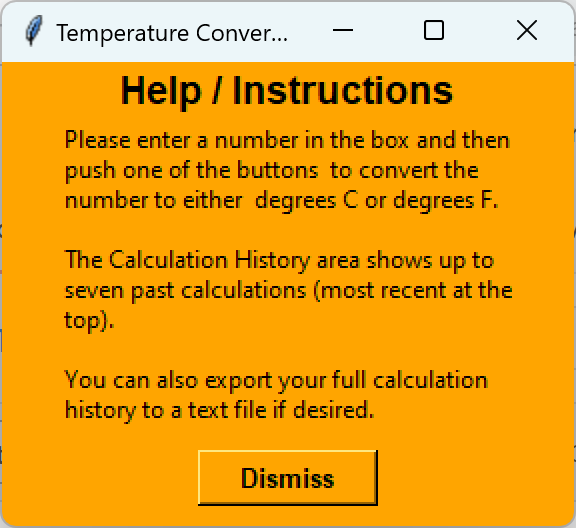 Temperature Conver...
Help / Instructions
Please enter a number in the box and then
push one of the buttons  to convert the
number to either  degrees C or degrees F.
The Calculation History area shows up to
seven past calculations (most recent at the
top).
You can also export your full calculation
history to a text file if desired.
Dismiss